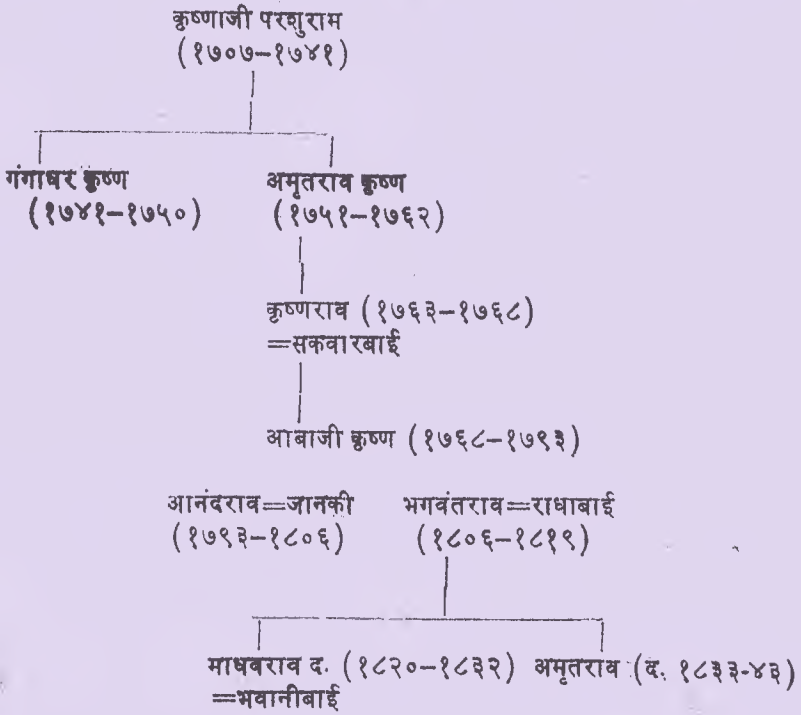 कृष्णाजी परशुराम
(१७०७–१७४१)
गंगाधर कृष्ण अमृतराव कृष्ण
(१७४१–१७५०) (१७५१–१७६२)
कृष्णराव (१७६३–१७६८)
=सकवारबाई
आबाजी कृष्ण (१७६८–१७९३)
आनंदराव=जानकी भगवंतराव=राधाबाई
(१७९३–१८०६) (१८०६–१८१९)
माधवराव द. (१८२०–१८३२) अमृतराव (द. १८३३-४३)
=भवानीबाई